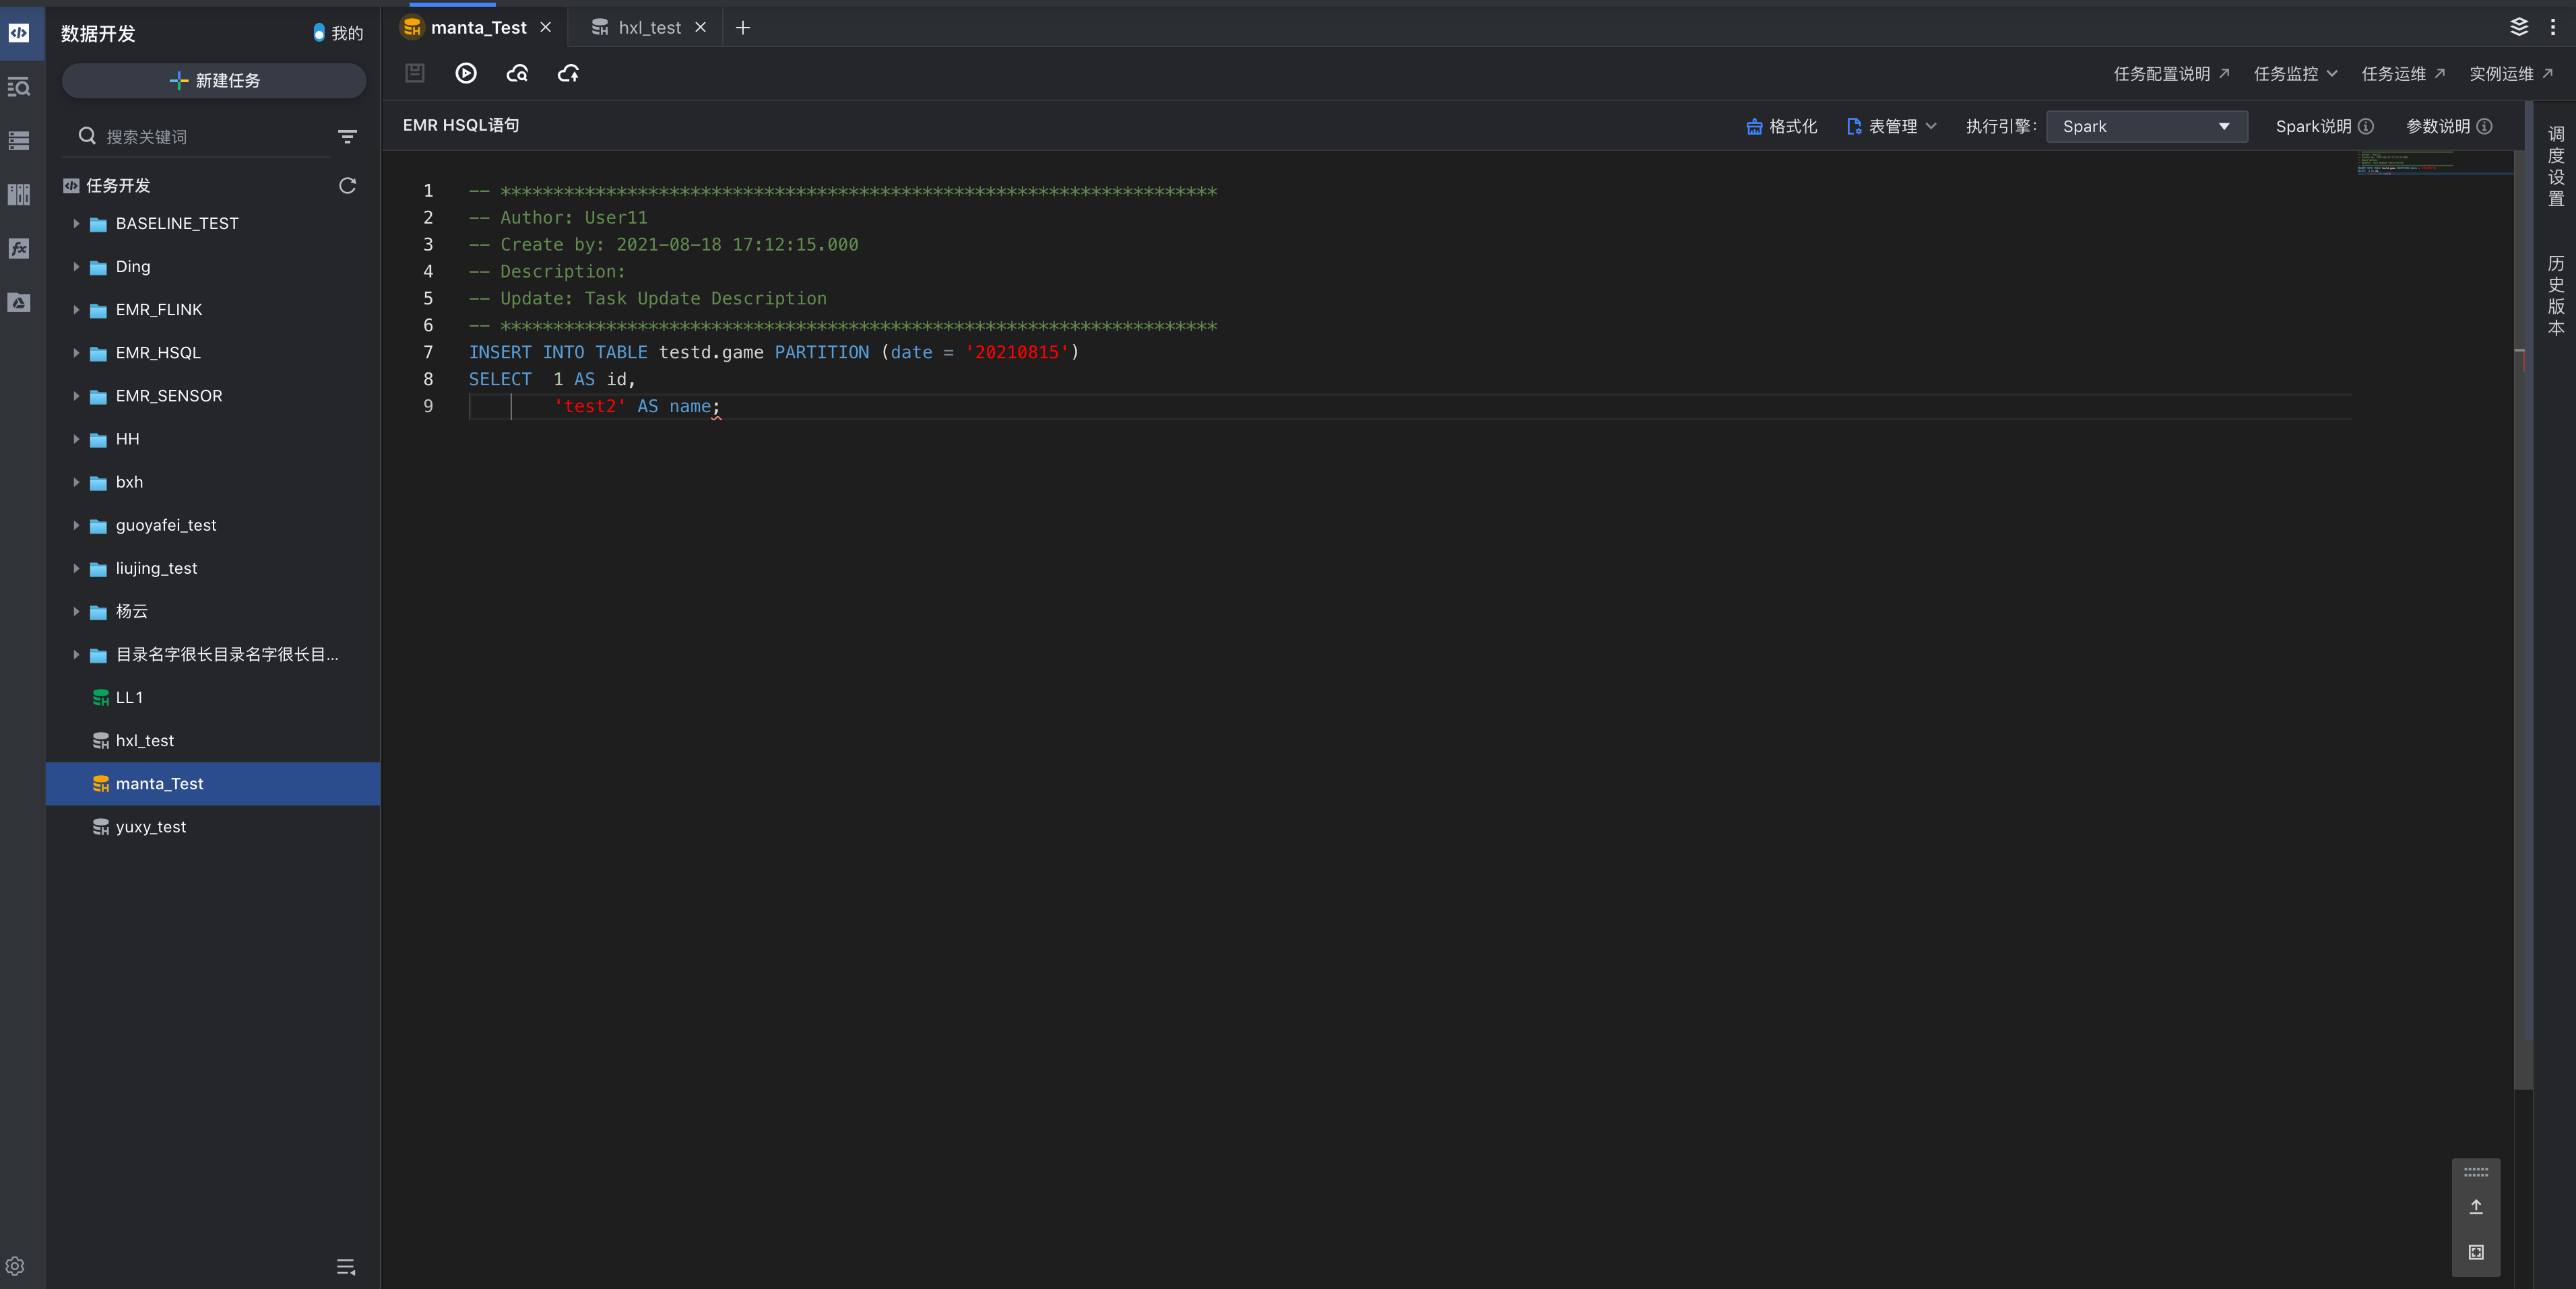 数据开发
我的
新建任务
搜索关键词
任务开发
BASELINE_TEST
Ding
EMR_FLINK
EMR_HSQL
EMR_SENSOR
HH
bxh
guoyafei_test
liujing_test
杨云
目录名字很长目录名字很长目...
LL1
hxl_test
manta_Test
yuxy_test
manta_Test
hxl_test
任务配置说明
任务监控
任务运维
实例运维
EMR HSQL语句
格式化
表管理
执行引擎:
Spark
Spark说明
参数说明
1 -- ********************************************************************
2 -- Author: User11
3 -- Create by: 2021-08-18 17:12:15.000
4 -- Description:
5 -- Update: Task Update Description
6 -- ********************************************************************
7 INSERT INTO TABLE testd.game PARTITION (date = '20210815')
8 SELECT  1 AS id,
9         'test2' AS name;
调度设置
历史版本